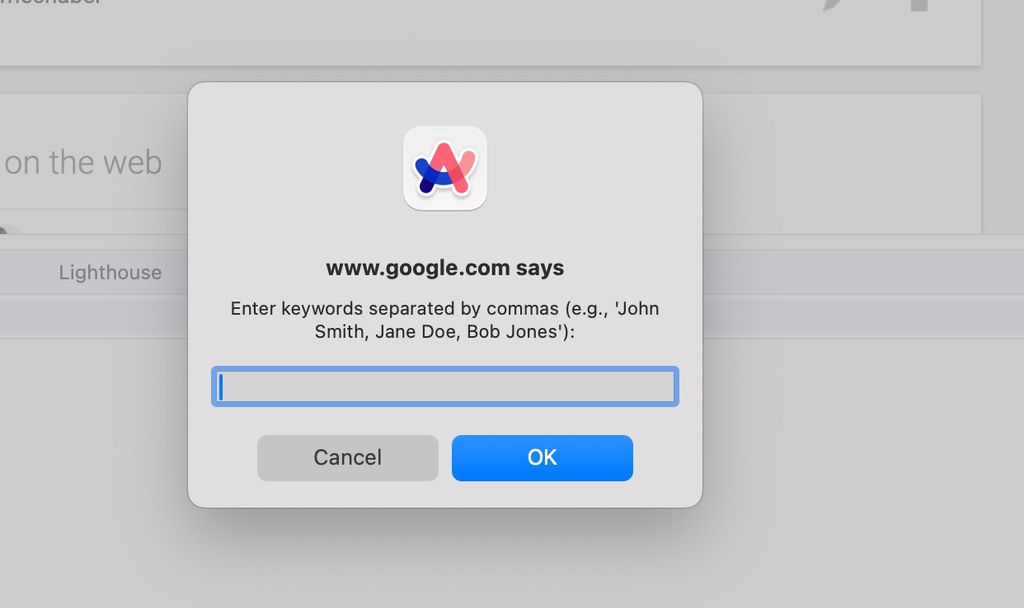 on the web
Lighthouse
www.google.com says
Enter keywords separated by commas (e.g., 'John
Smith, Jane Doe, Bob Jones'):
Cancel
OK